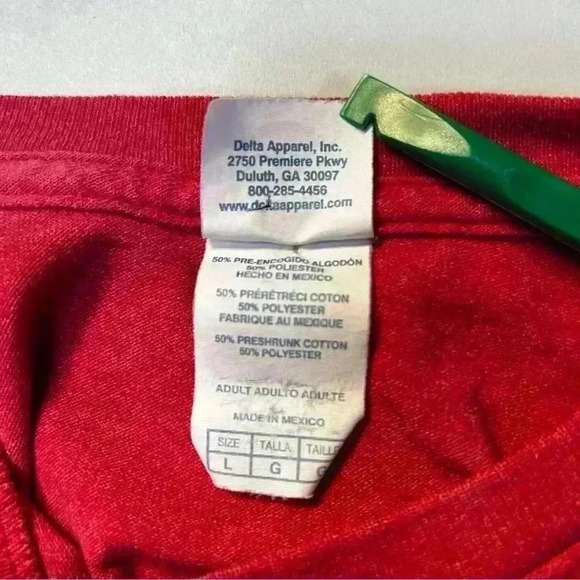 Delta Apparel, Inc.
2750 Premiere Pkwy
Duluth, GA 30097
800-285-4456
www.deltaapparel.com
50% PRE-ENCOGIDO ALGODÓN
50% POLIESTER
HECHO EN MEXICO
50% PRÉRÉTRÉCI COTON
50% POLYESTER
FABRIQUE AU MEXIQUE
50% PRESHRUNK COTTON
50% POLYESTER
ADULT ADULTO ADULTE
MADE IN MEXICO
SIZE TALLA TAILLE
L G G